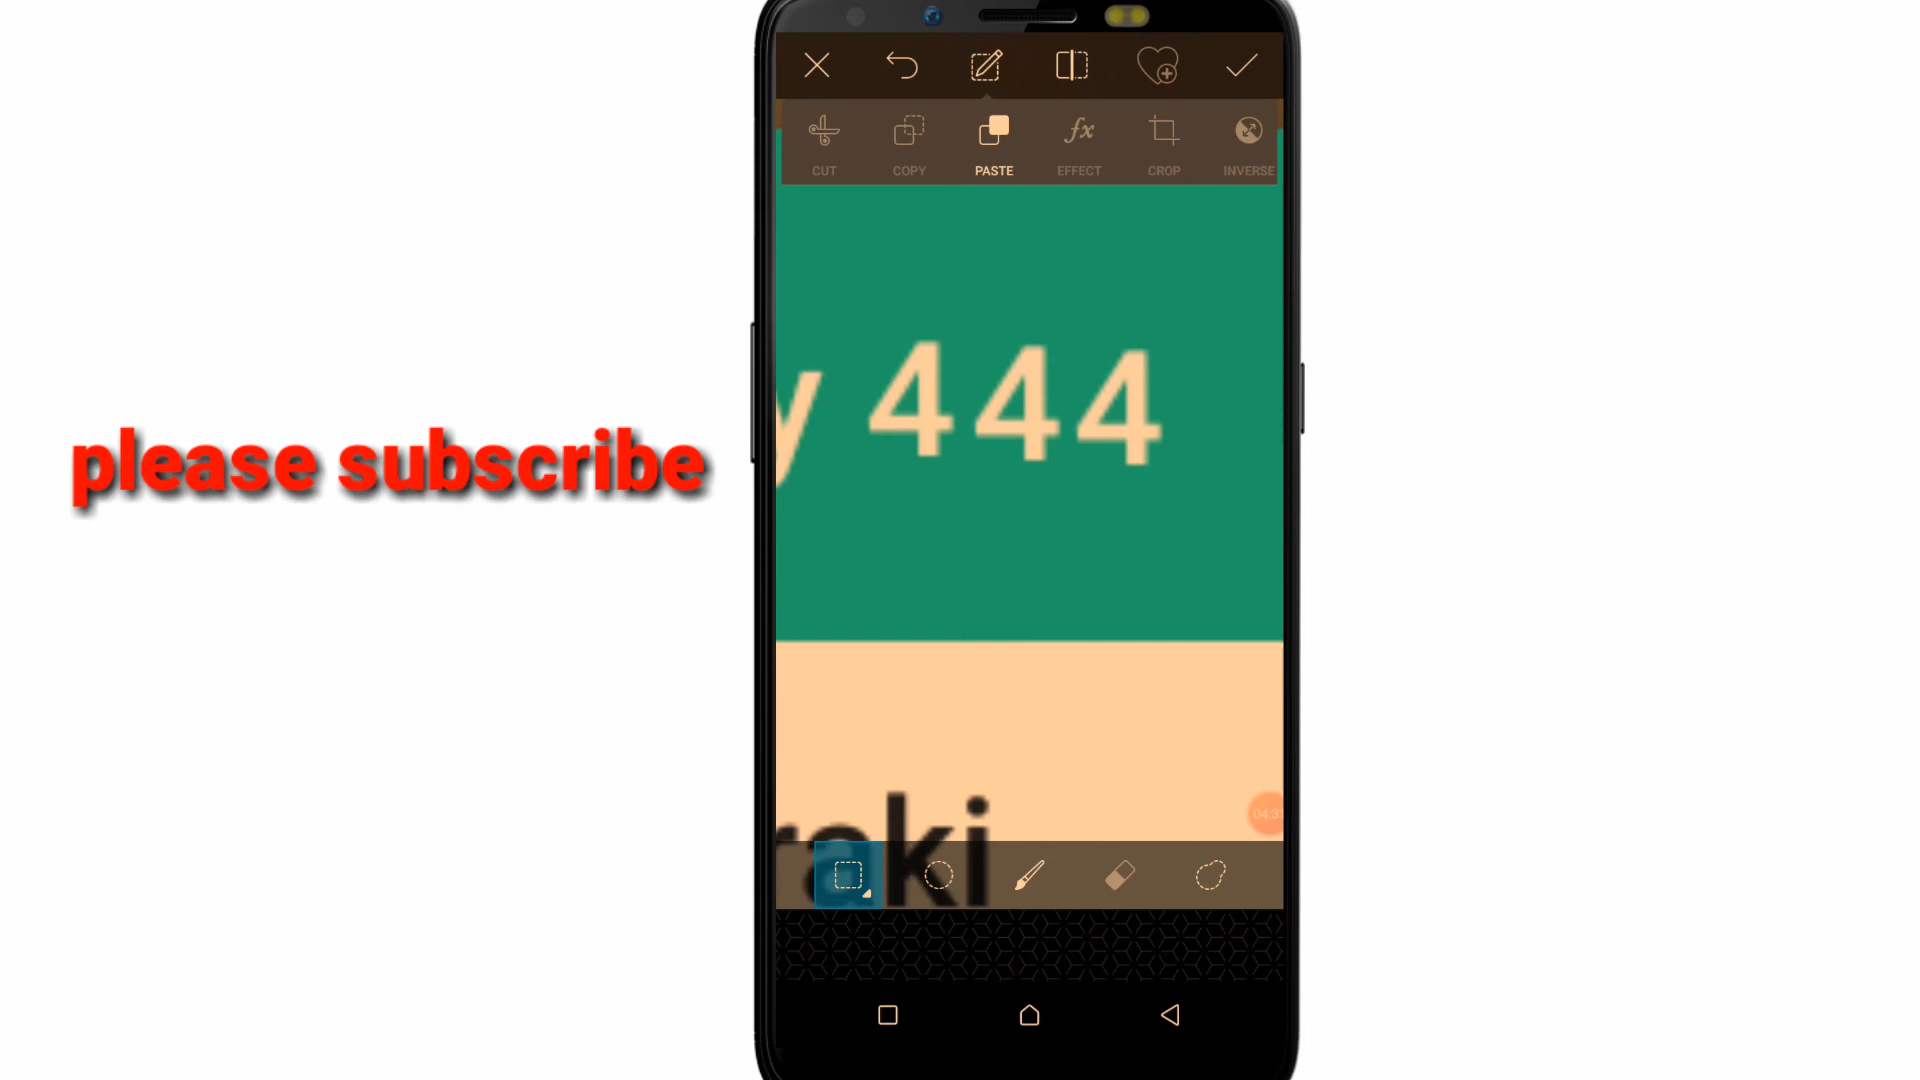 CUT COPY PASTE EFFECT CROP INVERSE
y 444
please subscribe
raki